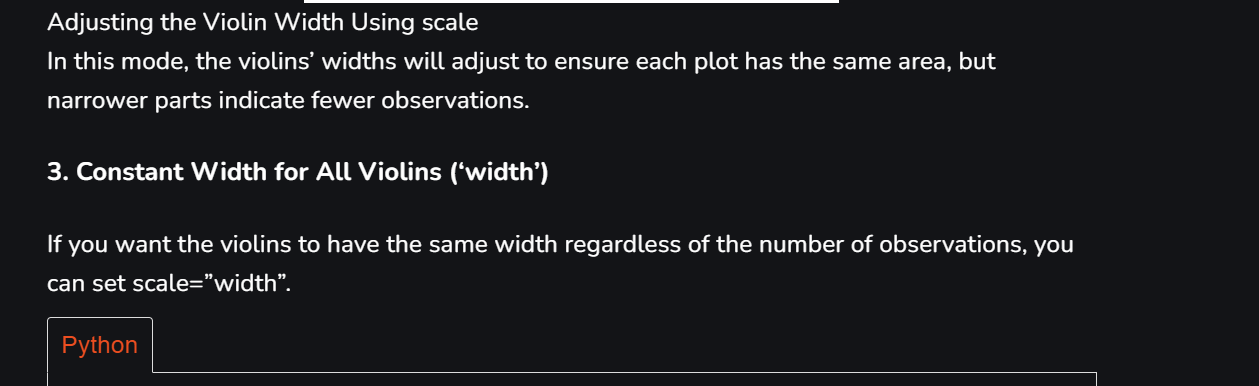 Adjusting the Violin Width Using scale
In this mode, the violins’ widths will adjust to ensure each plot has the same area, but
narrower parts indicate fewer observations.
3. Constant Width for All Violins (‘width’)
If you want the violins to have the same width regardless of the number of observations, you
can set scale=”width”.
Python